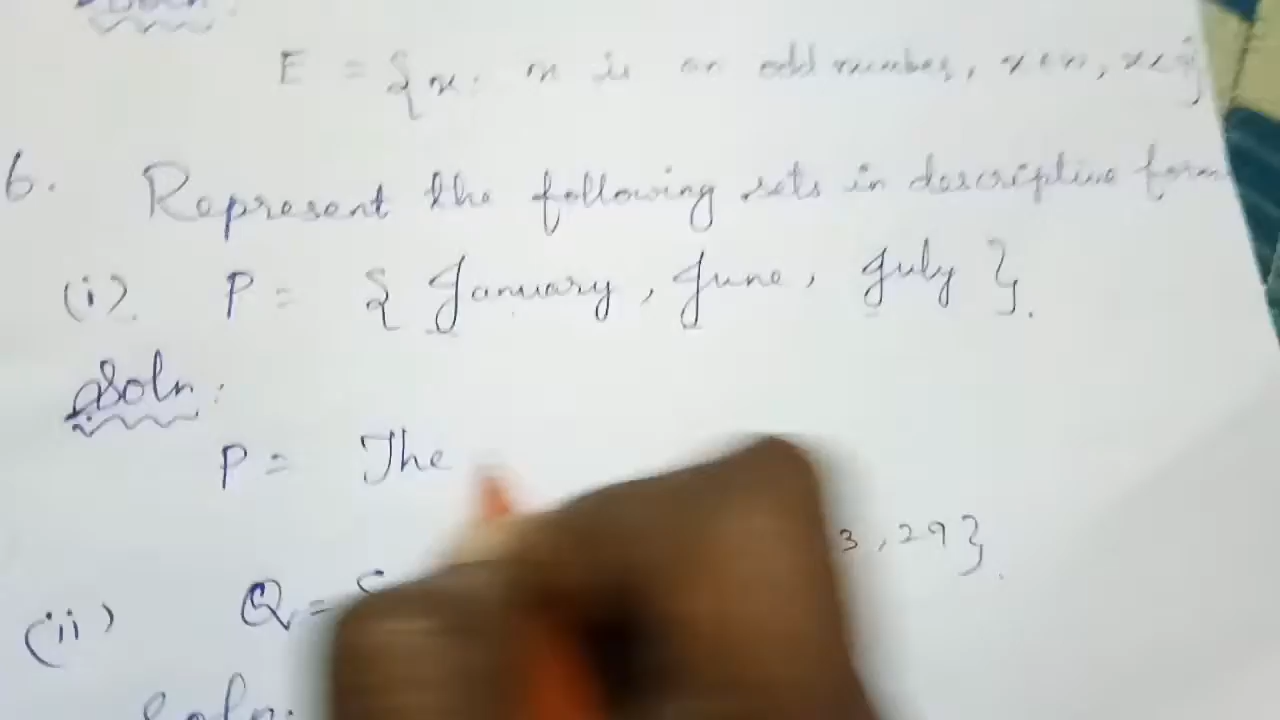 E = {x: x is an odd number, x ∈ N, x <
6. Represent the following sets in descriptive form
(i). P = { January, June, July }.
Soln:
P = The
(ii) Q = { 3, 29}.
Soln: